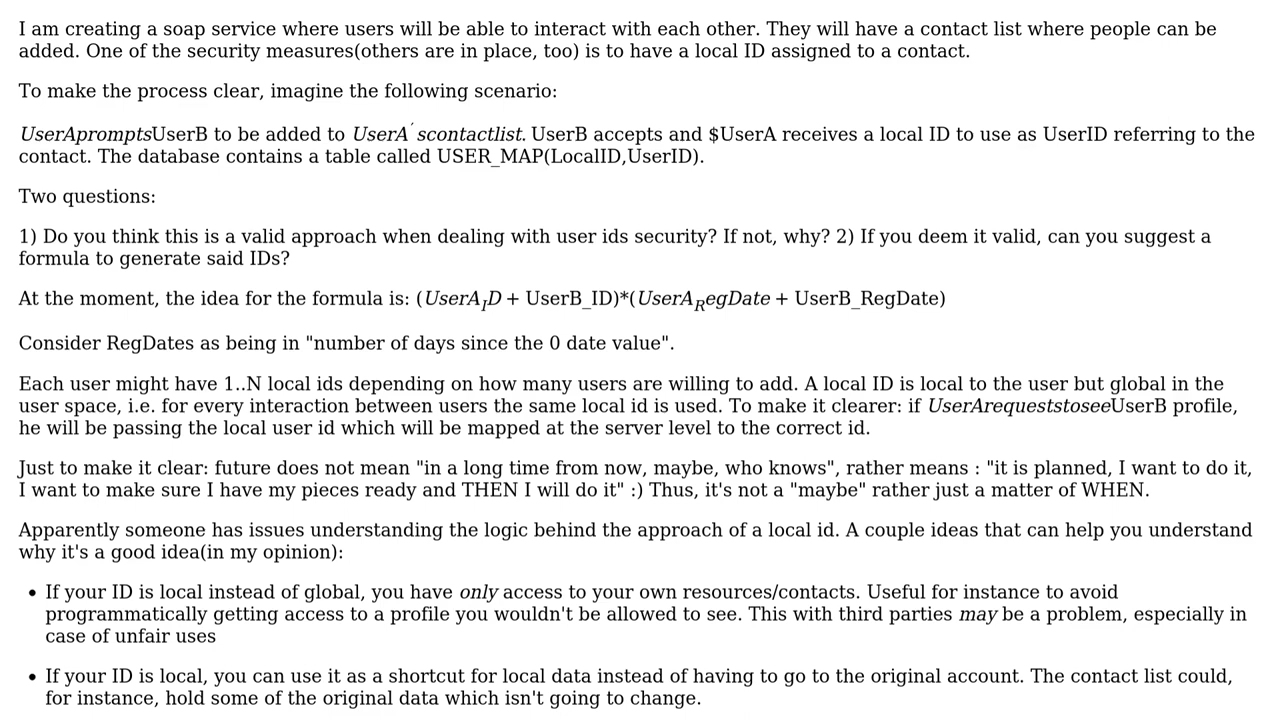 I am creating a soap service where users will be able to interact with each other. They will have a contact list where people can be
added. One of the security measures(others are in place, too) is to have a local ID assigned to a contact.
To make the process clear, imagine the following scenario:
UserApromptsUserB to be added to UserA′scontactlist. UserB accepts and $UserA receives a local ID to use as UserID referring to the
contact. The database contains a table called USER_MAP(LocalID,UserID).
Two questions:
1) Do you think this is a valid approach when dealing with user ids security? If not, why? 2) If you deem it valid, can you suggest a
formula to generate said IDs?
At the moment, the idea for the formula is: (UserA_ID + UserB_ID)*(UserA_RegDate + UserB_RegDate)
Consider RegDates as being in "number of days since the 0 date value".
Each user might have 1..N local ids depending on how many users are willing to add. A local ID is local to the user but global in the
user space, i.e. for every interaction between users the same local id is used. To make it clearer: if UserArequeststoseeUserB profile,
he will be passing the local user id which will be mapped at the server level to the correct id.
Just to make it clear: future does not mean "in a long time from now, maybe, who knows", rather means : "it is planned, I want to do it,
I want to make sure I have my pieces ready and THEN I will do it" :) Thus, it's not a "maybe" rather just a matter of WHEN.
Apparently someone has issues understanding the logic behind the approach of a local id. A couple ideas that can help you understand
why it's a good idea(in my opinion):
• If your ID is local instead of global, you have only access to your own resources/contacts. Useful for instance to avoid
programmatically getting access to a profile you wouldn't be allowed to see. This with third parties may be a problem, especially in
case of unfair uses
• If your ID is local, you can use it as a shortcut for local data instead of having to go to the original account. The contact list could,
for instance, hold some of the original data which isn't going to change.